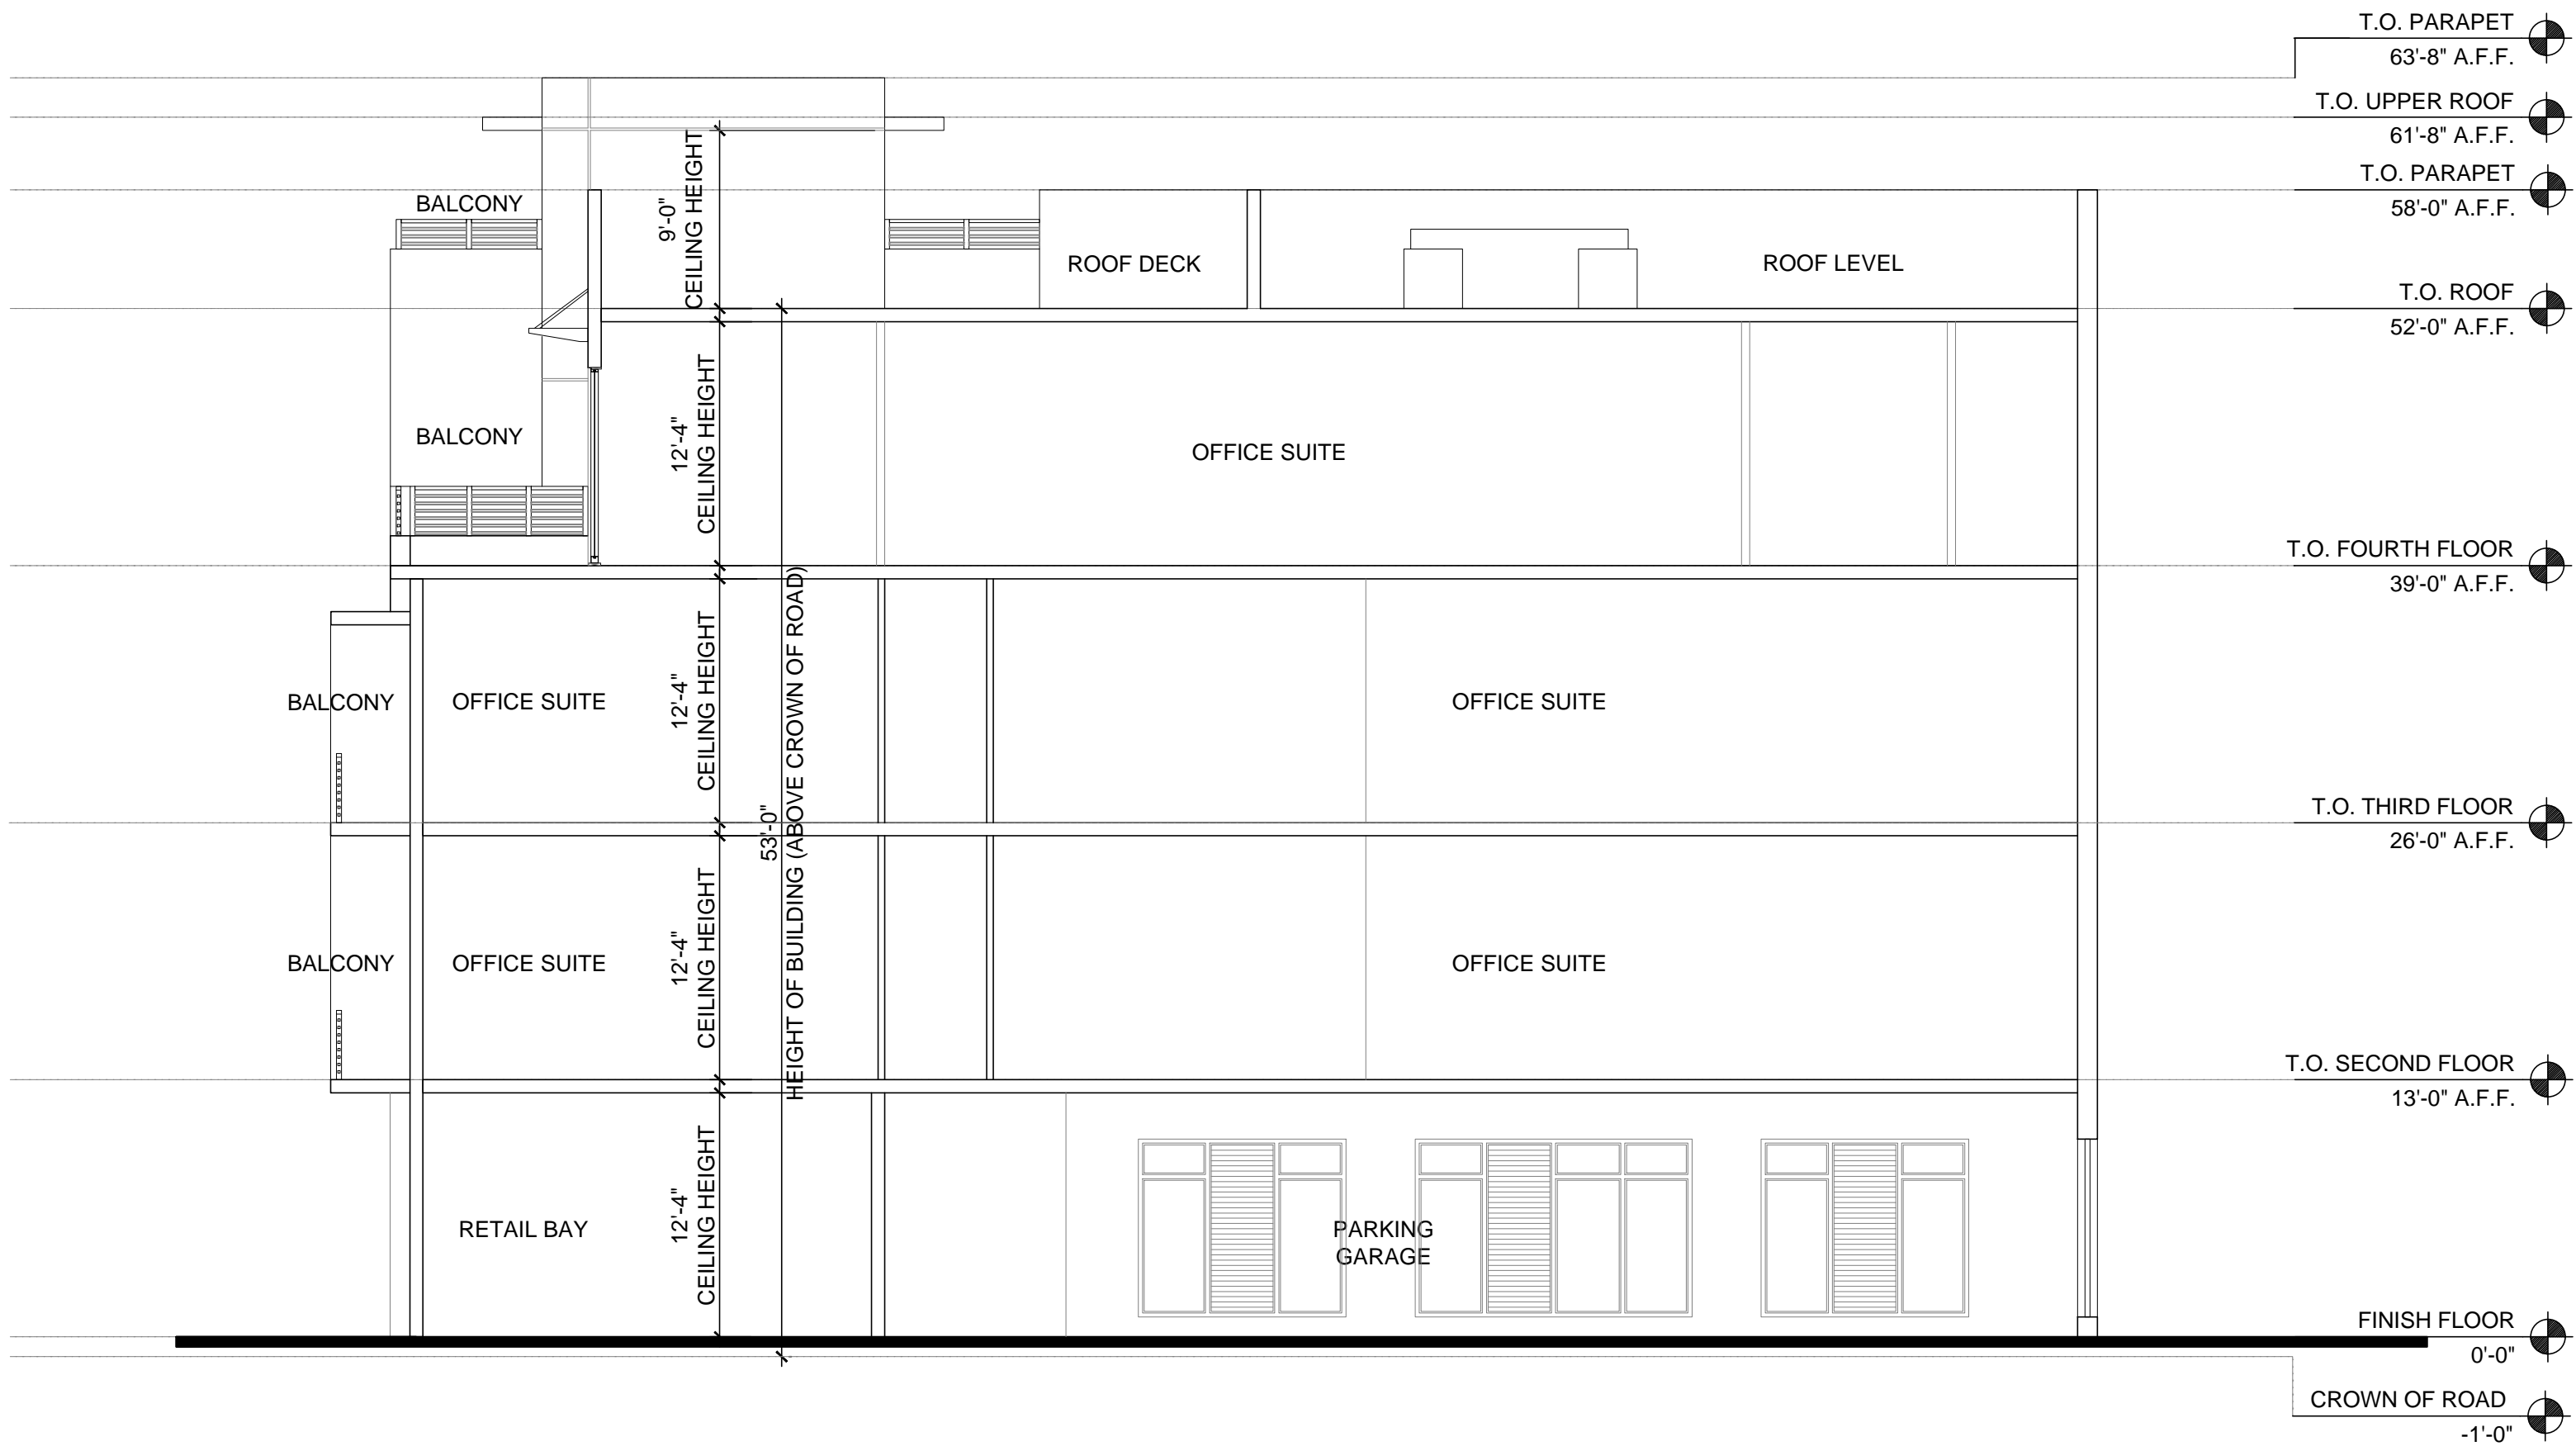 T.O. PARAPET
63'-8" A.F.F.
T.O. UPPER ROOF
61'-8" A.F.F.
T.O. PARAPET
58'-0" A.F.F.
BALCONY
9'-0"
CEILING HEIGHT
ROOF DECK
ROOF LEVEL
T.O. ROOF
52'-0" A.F.F.
BALCONY
12'-4"
CEILING HEIGHT
OFFICE SUITE
T.O. FOURTH FLOOR
39'-0" A.F.F.
BALCONY
OFFICE SUITE
12'-4"
CEILING HEIGHT
53'-0"
HEIGHT OF BUILDING (ABOVE CROWN OF ROAD)
OFFICE SUITE
T.O. THIRD FLOOR
26'-0" A.F.F.
BALCONY
OFFICE SUITE
12'-4"
CEILING HEIGHT
OFFICE SUITE
T.O. SECOND FLOOR
13'-0" A.F.F.
RETAIL BAY
12'-4"
CEILING HEIGHT
PARKING
GARAGE
FINISH FLOOR
0'-0"
CROWN OF ROAD
-1'-0"